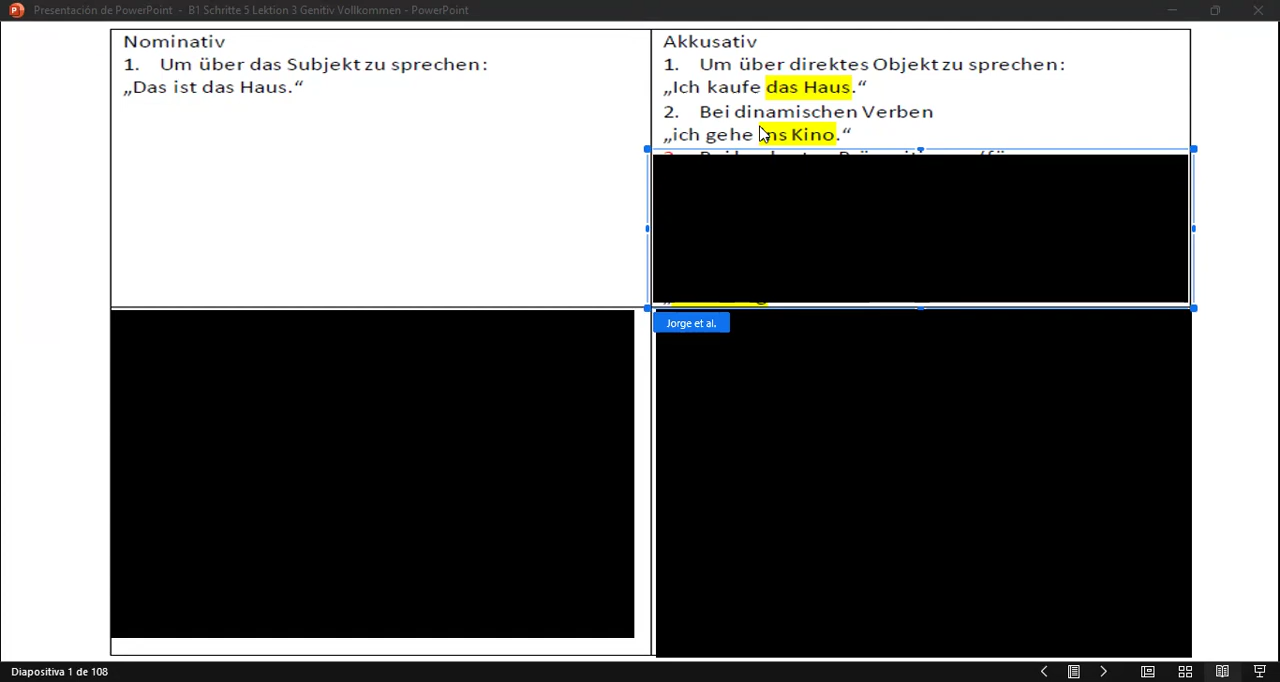 Presentación de PowerPoint - B1 Schritte 5 Lektion 3 Genitiv Vollkommen - PowerPoint
Nominativ
1. Um über das Subjekt zu sprechen:
„Das ist das Haus.“
Akkusativ
1. Um über direktes Objekt zu sprechen:
„Ich kaufe das Haus.“
2. Bei dinamischen Verben
„ich gehe ins Kino.“
Jorge et al.
Diapositiva 1 de 108